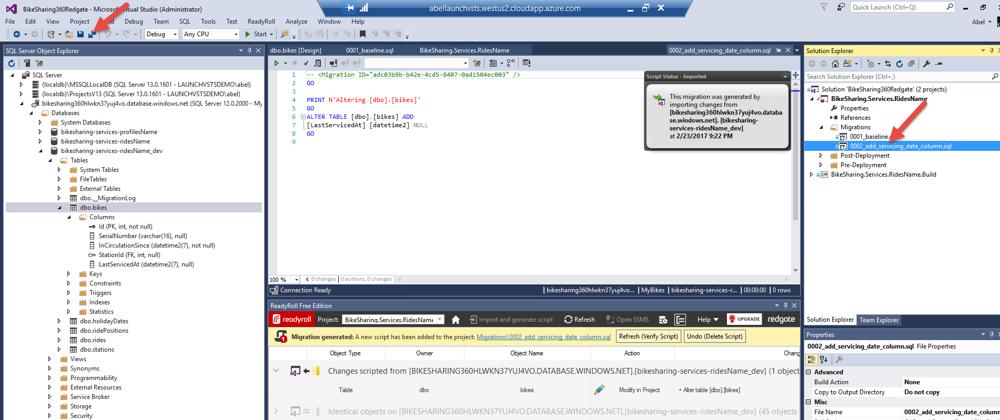 BikeSharing360Redgate - Microsoft Visual Studio (Administrator)
abellaunchvsts.westus2.cloudapp.azure.com
Quick Launch (Ctrl+Q)
File Edit View Project Debug Team SQL Tools Test ReadyRoll Analyze Window Help
Abel
Debug Any CPU Start
SQL Server Object Explorer
SQL Server
(localdb)\MSSQLLocalDB (SQL Server 13.0.1601 - LAUNCHVSTSDEMO\abel)
(localdb)\ProjectsV13 (SQL Server 13.0.1601 - LAUNCHVSTSDEMO\abel)
bikesharing360hlwkn37yuj4vo.database.windows.net (SQL Server 12.0.2000 - My
Databases
System Databases
bikesharing-services-profilesName
bikesharing-services-ridesName
bikesharing-services-ridesName_dev
Tables
System Tables
FileTables
External Tables
dbo.__MigrationLog
dbo.bikes
Columns
Id (PK, int, not null)
SerialNumber (varchar(16), null)
InCirculationSince (datetime2(7), not null)
StationId (FK, int, null)
LastServicedAt (datetime2(7), null)
Keys
Constraints
Triggers
Indexes
Statistics
dbo.holidayDates
dbo.ridePositions
dbo.rides
dbo.stations
Views
Synonyms
Programmability
External Resources
Service Broker
Storage
Security
dbo.bikes [Design] 0001_baseline.sql BikeSharing.Services.RidesName 0002_add_servicing_date_column.sql
1 -- <Migration ID="adc03b9b-b42e-4cd5-8407-0ad1504ec003" />
2 GO
3
4 PRINT N'Altering [dbo].[bikes]'
5 GO
6 ALTER TABLE [dbo].[bikes] ADD
7 [LastServicedAt] [datetime2] NULL
8 GO
9
Script Status - Imported
This migration was generated by
importing changes from
[bikesharing360hlwkn37yuj4vo.databa
se.windows.net]. [bikesharing-
services-ridesName_dev]
at 2/23/2017 9:22 PM
100 % 0 changes 0 authors, 0 changes
Connection Ready bikesharing360hlwkn37yuj4vo... MyBikes bikesharing-services-r... 00:00:00 0 rows
ReadyRoll Free Edition
readyroll Project: BikeSharing.Services.RidesName Import and generate script Refresh Open SSMS Help UPGRADE redgate
1 Migration generated: A new script has been added to the project: Migrations\0002_add_servicing_date_column.sql Refresh (Verify Script) Undo (Delete Script)
Object Type Owner Object Name Action Chang
Changes scripted from [BIKESHARING360HLWKN37YUJ4VO.DATABASE.WINDOWS.NET].[bikesharing-services-ridesName_dev] (1 object
Table dbo bikes Modify in Project • Alter table [dbo].[bikes]
Identical objects on [BIKESHARING360HLWKN37YUJ4VO.DATABASE.WINDOWS.NET].[bikesharing-services-ridesName_dev] (45 objects
Solution Explorer
Search Solution Explorer (Ctrl+;)
Solution 'BikeSharing360Redgate' (2 projects)
BikeSharing.Services.RidesName
Properties
References
Migrations
0001_baseline.s
0002_add_servicing_date_column.sql
Post-Deployment
Pre-Deployment
C# BikeSharing.Services.RidesName.Build
Solution Explorer Team Explorer
Properties
0002_add_servicing_date_column.sql File Properties
Advanced
Build Action None
Copy to Output Directory Do not copy
Misc
File Name 0002_add_servicing_date_column